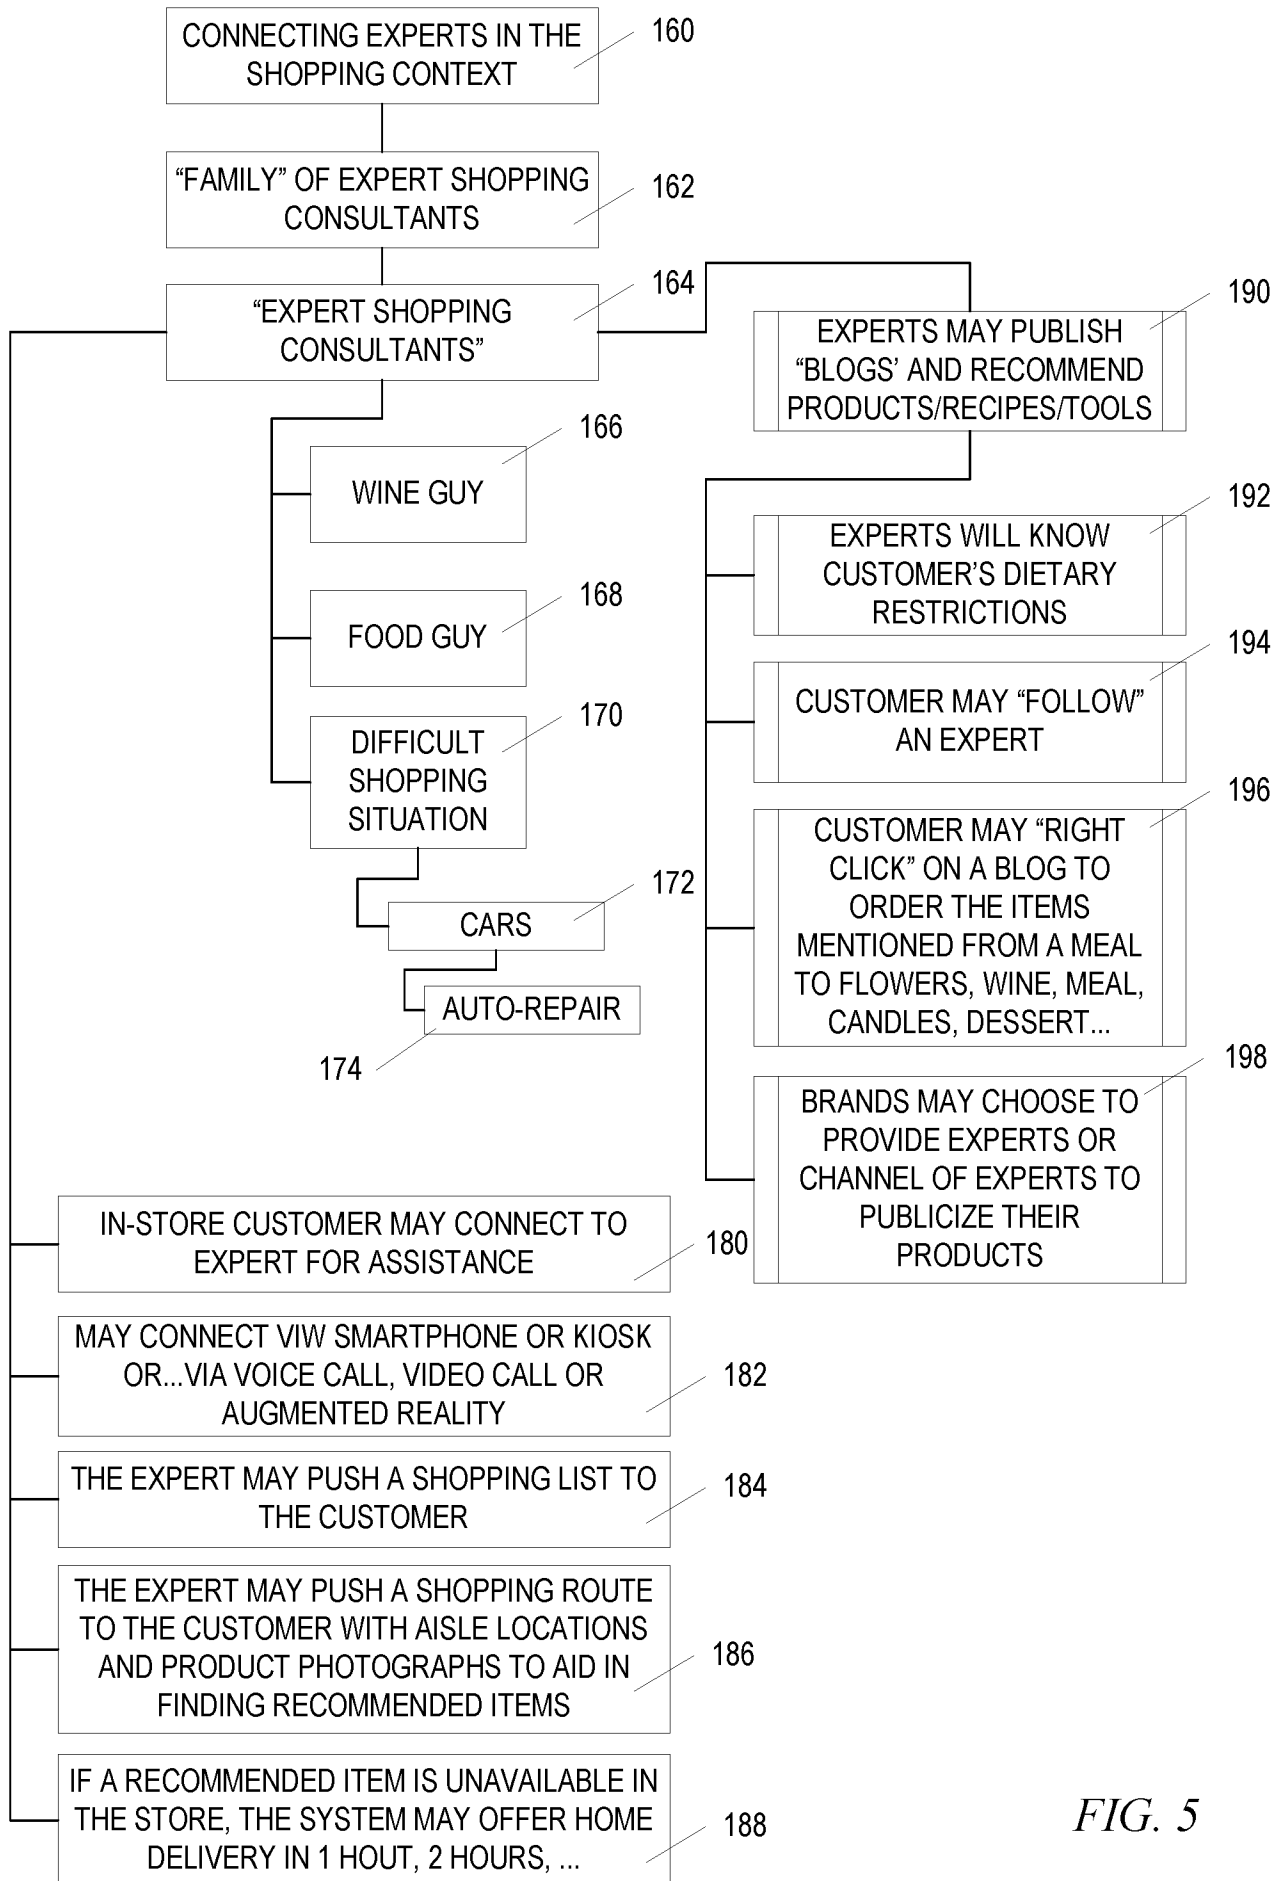 CONNECTING EXPERTS IN THE
SHOPPING CONTEXT
160
“FAMILY” OF EXPERT SHOPPING
CONSULTANTS
162
“EXPERT SHOPPING
CONSULTANTS”
164
WINE GUY
166
FOOD GUY
168
DIFFICULT
SHOPPING
SITUATION
170
CARS
172
AUTO-REPAIR
174
IN-STORE CUSTOMER MAY CONNECT TO
EXPERT FOR ASSISTANCE
180
MAY CONNECT VIW SMARTPHONE OR KIOSK
OR...VIA VOICE CALL, VIDEO CALL OR
AUGMENTED REALITY
182
THE EXPERT MAY PUSH A SHOPPING LIST TO
THE CUSTOMER
184
THE EXPERT MAY PUSH A SHOPPING ROUTE
TO THE CUSTOMER WITH AISLE LOCATIONS
AND PRODUCT PHOTOGRAPHS TO AID IN
FINDING RECOMMENDED ITEMS
186
IF A RECOMMENDED ITEM IS UNAVAILABLE IN
THE STORE, THE SYSTEM MAY OFFER HOME
DELIVERY IN 1 HOUT, 2 HOURS, ...
188
EXPERTS MAY PUBLISH
“BLOGS’ AND RECOMMEND
PRODUCTS/RECIPES/TOOLS
190
EXPERTS WILL KNOW
CUSTOMER’S DIETARY
RESTRICTIONS
192
CUSTOMER MAY “FOLLOW”
AN EXPERT
194
CUSTOMER MAY “RIGHT
CLICK” ON A BLOG TO
ORDER THE ITEMS
MENTIONED FROM A MEAL
TO FLOWERS, WINE, MEAL,
CANDLES, DESSERT...
196
BRANDS MAY CHOOSE TO
PROVIDE EXPERTS OR
CHANNEL OF EXPERTS TO
PUBLICIZE THEIR
PRODUCTS
198
FIG. 5